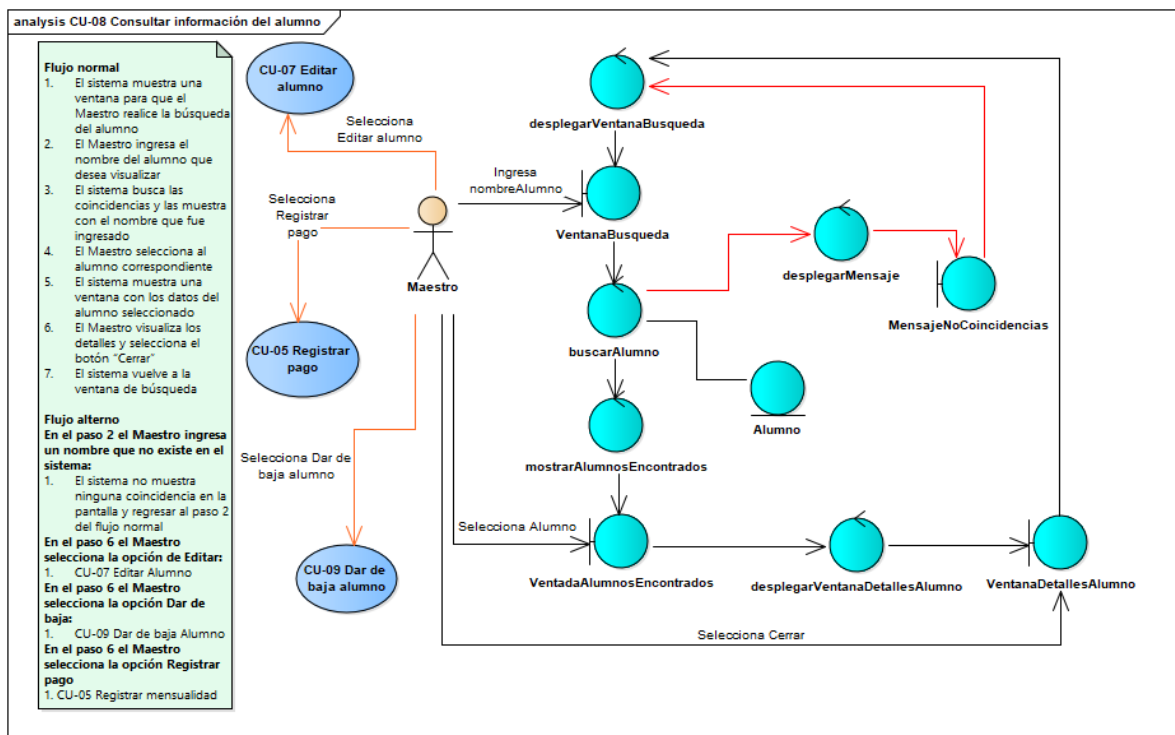 analysis CU-08 Consultar información del alumno
Flujo normal
1. El sistema muestra una
ventana para que el
Maestro realice la búsqueda
del alumno
2. El Maestro ingresa el
nombre del alumno que
desea visualizar
3. El sistema busca las
coincidencias y las muestra
con el nombre que fue
ingresado
4. El Maestro selecciona al
alumno correspondiente
5. El sistema muestra una
ventana con los datos del
alumno seleccionado
6. El Maestro visualiza los
detalles y selecciona el
botón “Cerrar”
7. El sistema vuelve a la
ventana de búsqueda
Flujo alterno
En el paso 2 el Maestro ingresa
un nombre que no existe en el
sistema:
1. El sistema no muestra
ninguna coincidencia en la
pantalla y regresar al paso 2
del flujo normal
En el paso 6 el Maestro
selecciona la opción de Editar:
1. CU-07 Editar Alumno
En el paso 6 el Maestro
selecciona la opción Dar de
baja:
1. CU-09 Dar de baja Alumno
En el paso 6 el Maestro
selecciona la opción Registrar
pago
1. CU-05 Registrar mensualidad
CU-07 Editar
alumno
Selecciona
Editar alumno
Selecciona
Registrar
pago
CU-05 Registrar
pago
Maestro
Selecciona Dar de
baja alumno
CU-09 Dar de
baja alumno
desplegarVentanaBusqueda
Ingresa
nombreAlumno
VentanaBusqueda
desplegarMensaje
MensajeNoCoincidencias
buscarAlumno
Alumno
mostrarAlumnosEncontrados
Selecciona Alumno
VentadaAlumnosEncontrados
desplegarVentanaDetallesAlumno
VentanaDetallesAlumno
Selecciona Cerrar